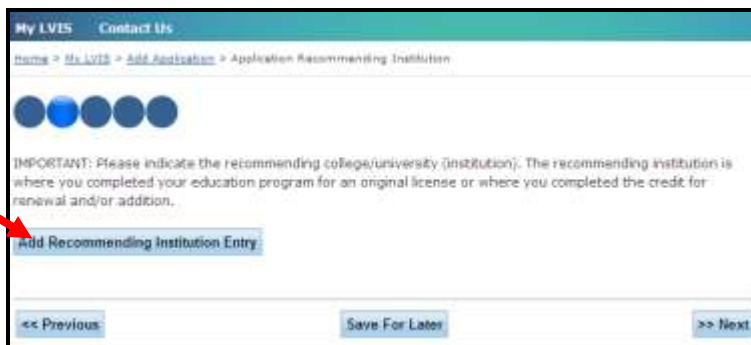 My LVIS Contact Us
Home > My LVIS > Add Application > Application Recommending Institution
IMPORTANT: Please indicate the recommending college/university (institution). The recommending institution is
where you completed your education program for an original license or where you completed the credit for
renewal and/or addition.
Add Recommending Institution Entry
<< Previous Save For Later >> Next